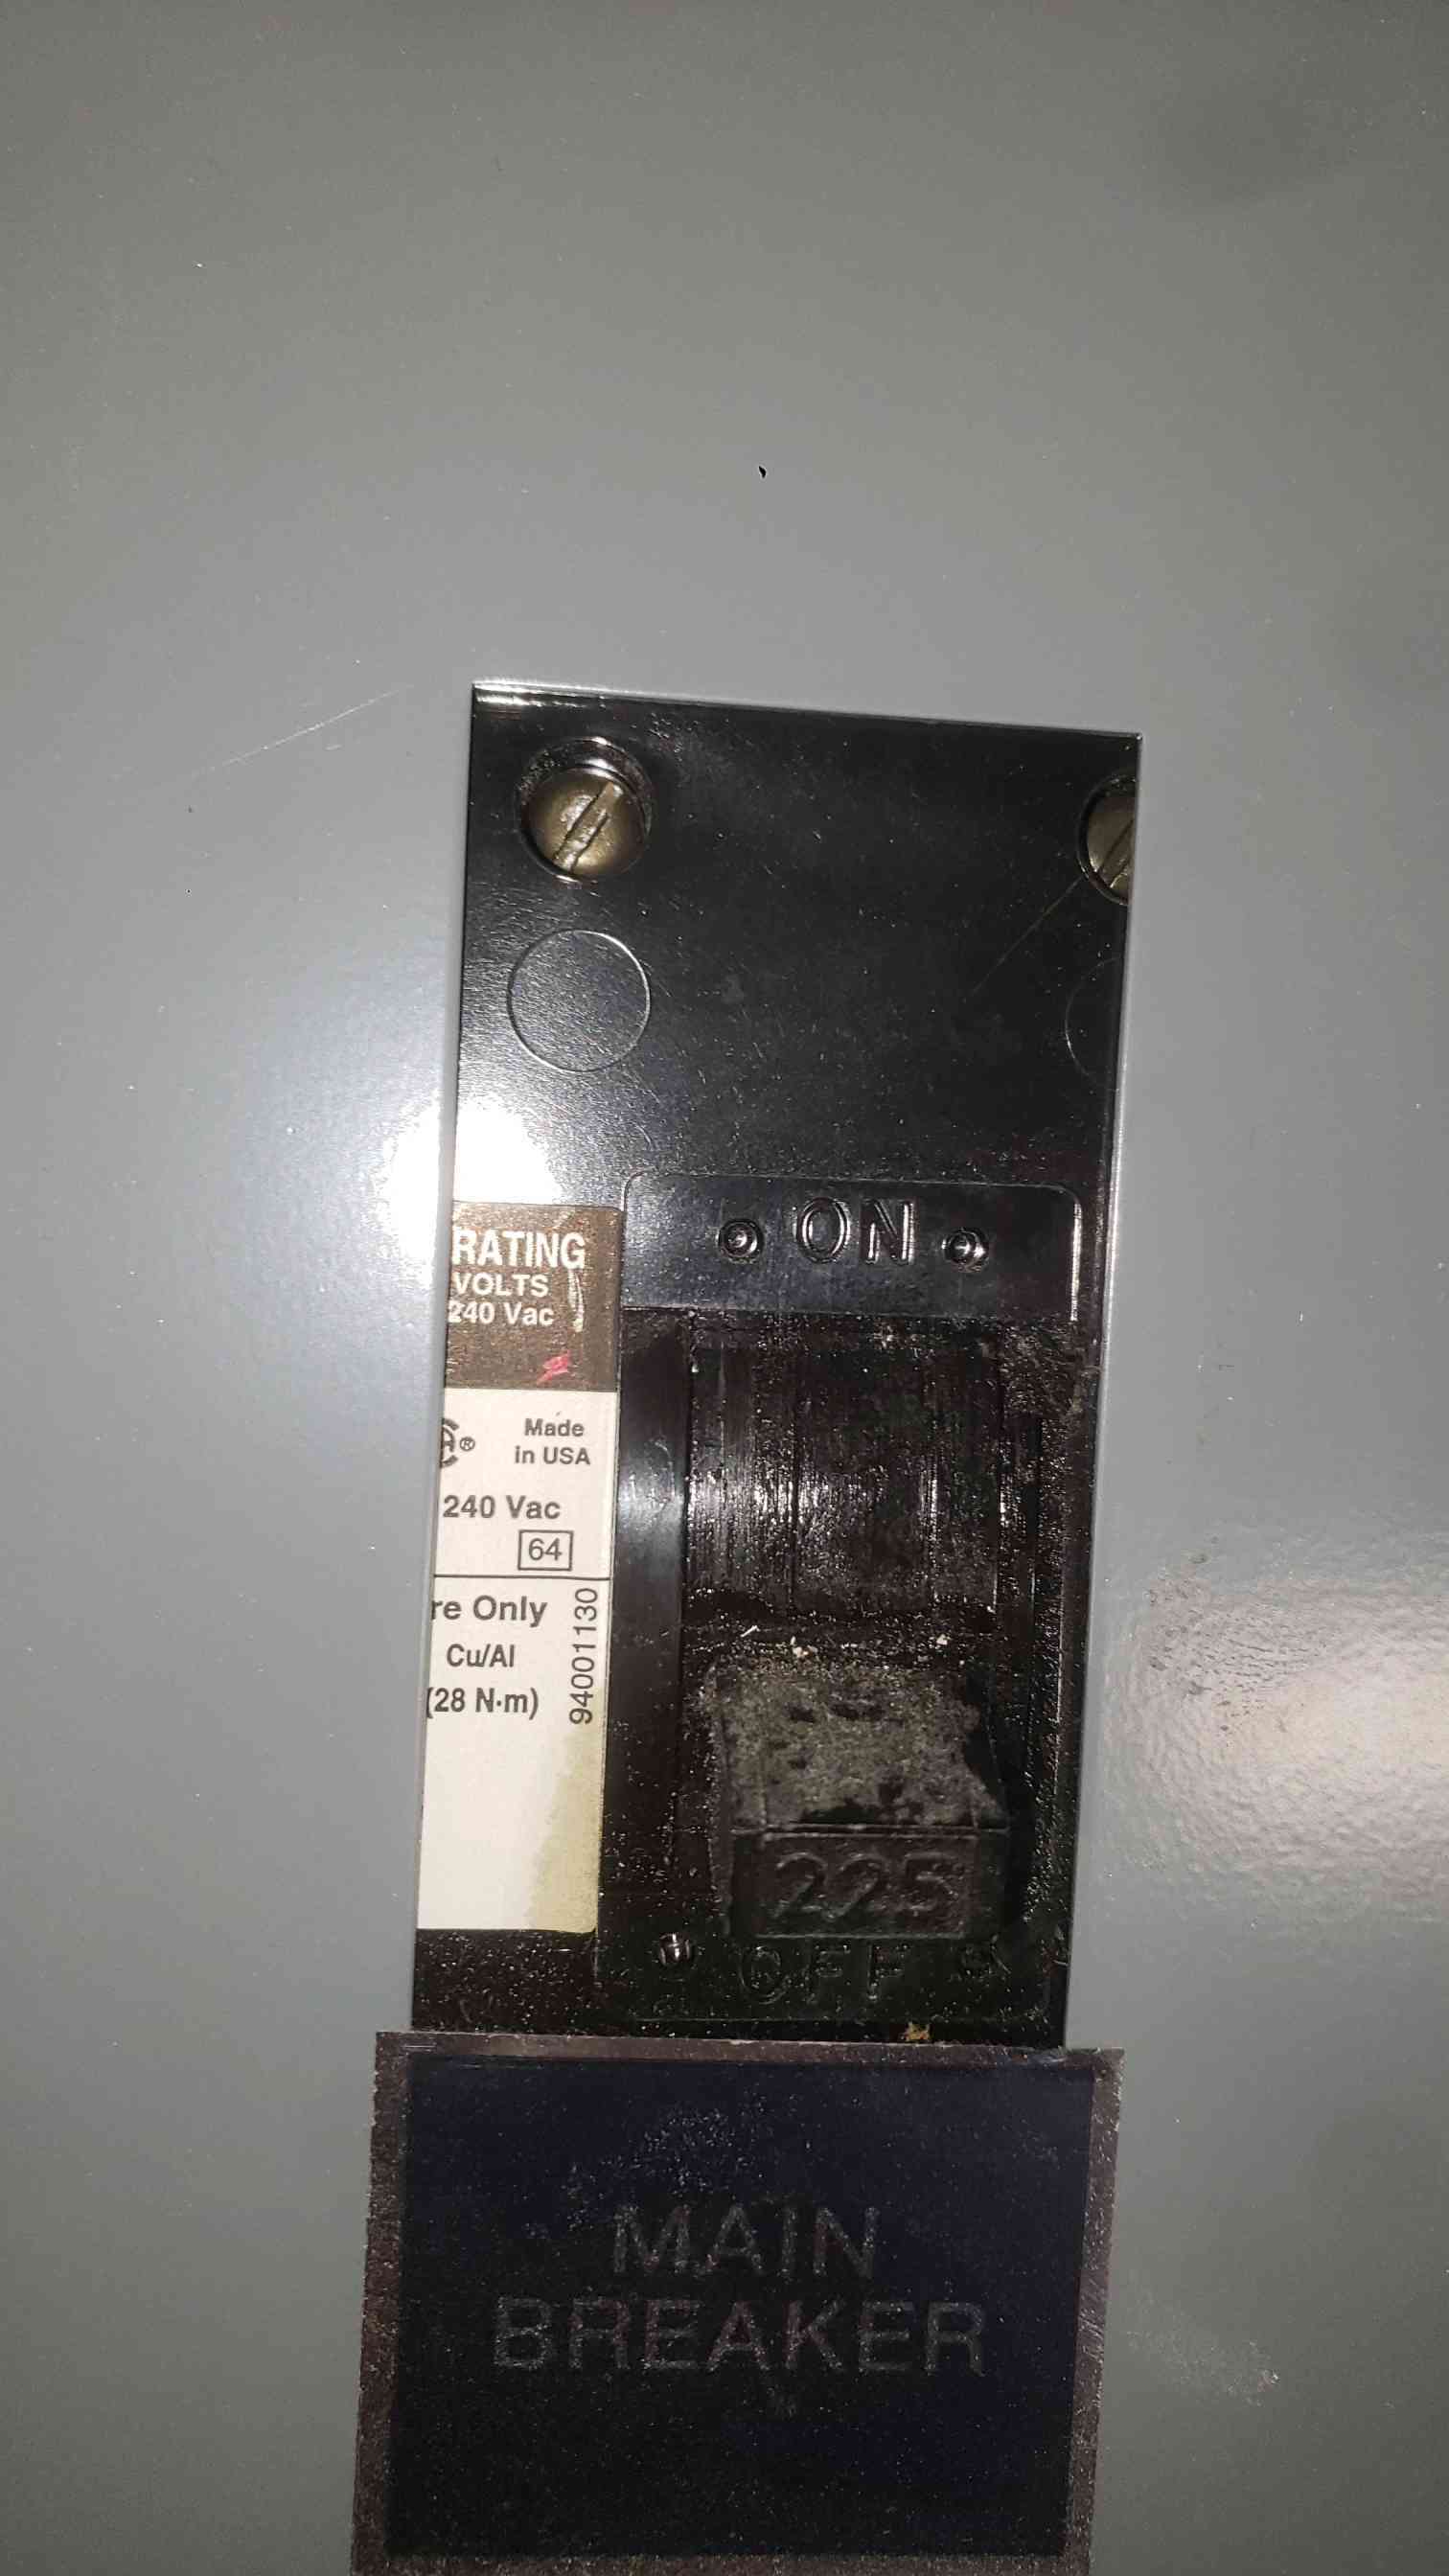 ON
RATING
VOLTS
240 Vac
®
Made
in USA
240 Vac
64
re Only
Cu/Al
(28 N·m)
94001130
225
OFF
MAIN
BREAKER